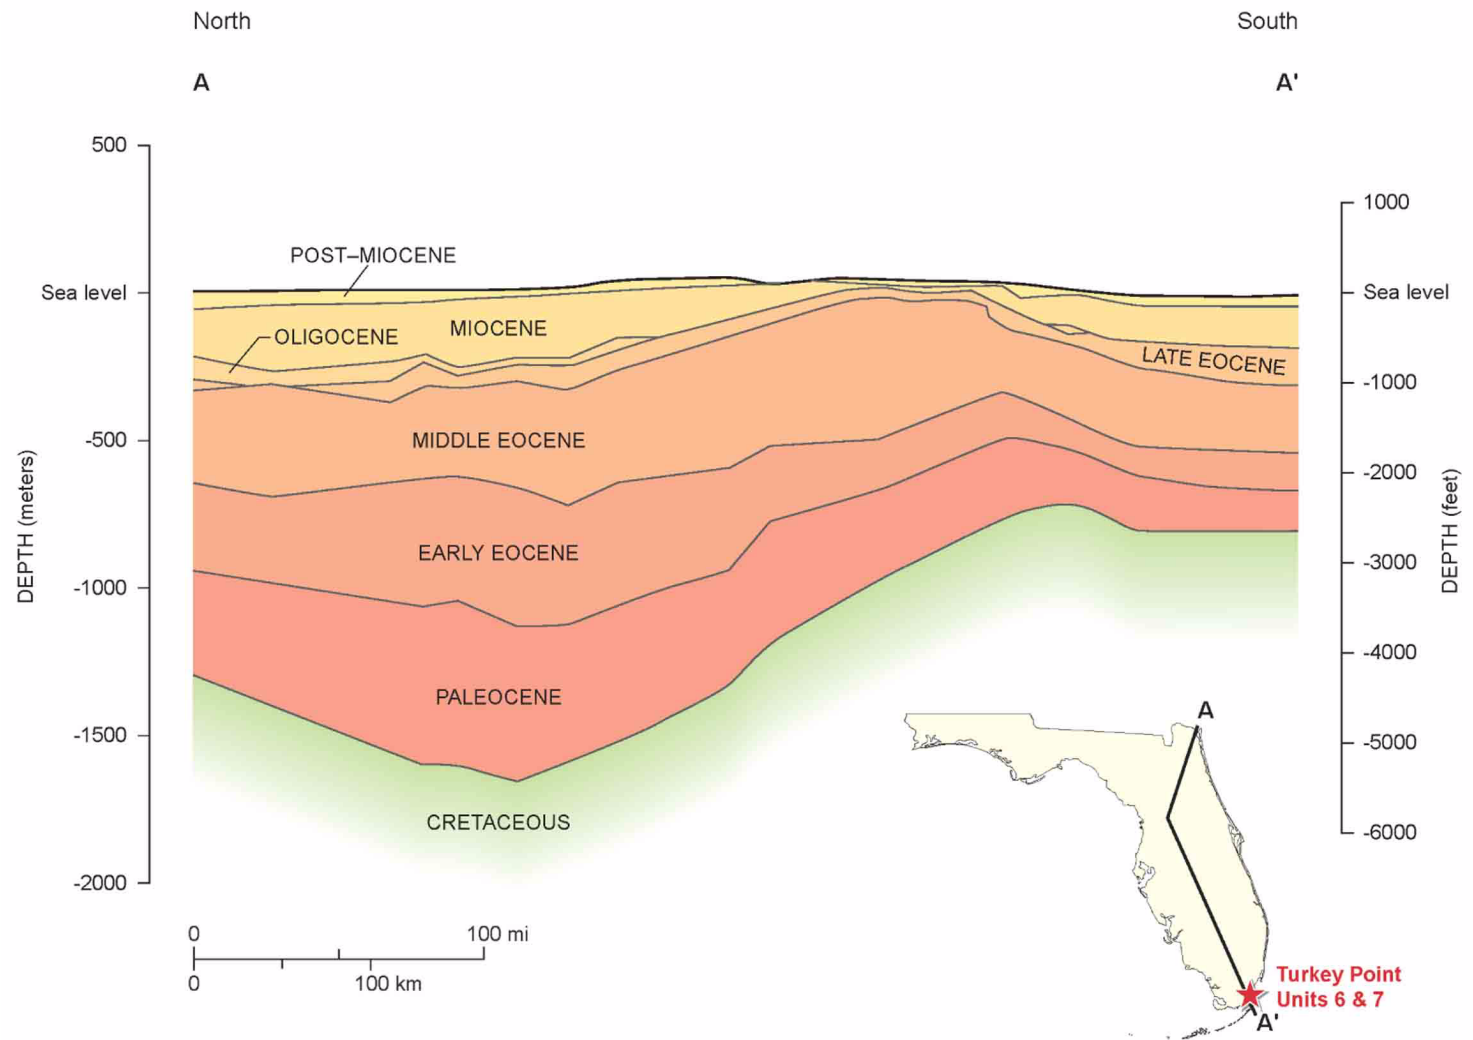 North
South
A
A'
500
Sea level
-500
-1000
-1500
-2000
DEPTH (meters)
1000
Sea level
-1000
-2000
-3000
-4000
-5000
-6000
DEPTH (feet)
POST–MIOCENE
OLIGOCENE
MIOCENE
LATE EOCENE
MIDDLE EOCENE
EARLY EOCENE
PALEOCENE
CRETACEOUS
0
100 mi
0
100 km
A
Turkey Point
Units 6 & 7
A'